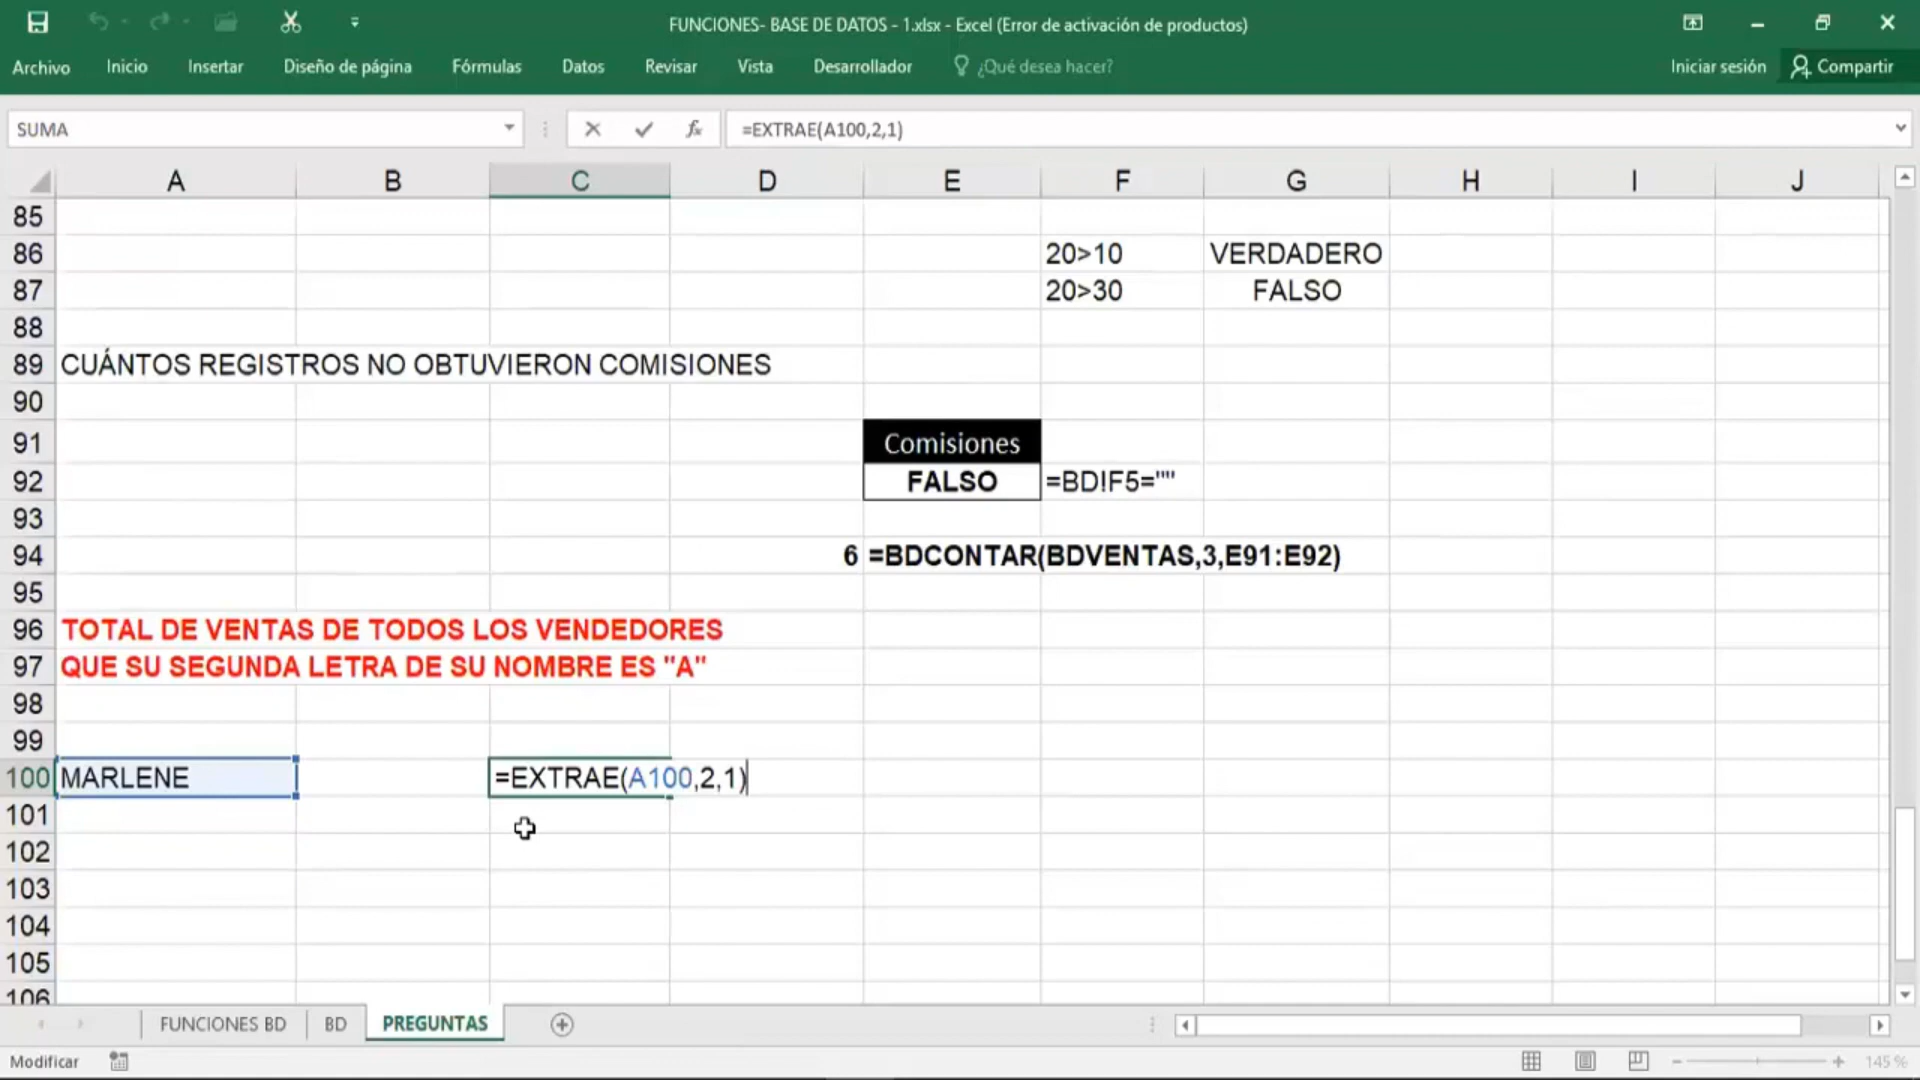 FUNCIONES- BASE DE DATOS - 1.xlsx - Excel (Error de activación de productos)
Archivo Inicio Insertar Diseño de página Fórmulas Datos Revisar Vista Desarrollador ¿Qué desea hacer? Iniciar sesión Compartir
SUMA fx =EXTRAE(A100,2,1)
A B C D E F G H I J
85
86 20>10 VERDADERO
87 20>30 FALSO
88
89 CUÁNTOS REGISTROS NO OBTUVIERON COMISIONES
90
91 Comisiones
92 FALSO =BD!F5=""
93
94 6 =BDCONTAR(BDVENTAS,3,E91:E92)
95
96 TOTAL DE VENTAS DE TODOS LOS VENDEDORES
97 QUE SU SEGUNDA LETRA DE SU NOMBRE ES "A"
98
99
100 MARLENE =EXTRAE(A100,2,1)
101
102
103
104
105
106
FUNCIONES BD BD PREGUNTAS
Modificar 145 %